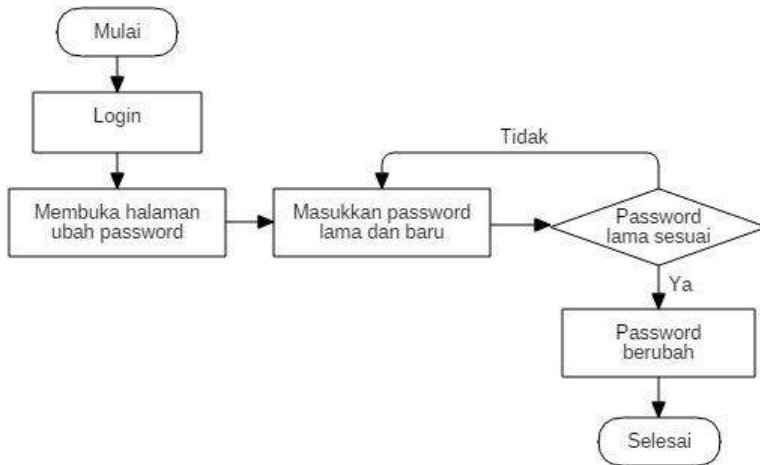 Mulai
Login
Membuka halaman
ubah password
Masukkan password
lama dan baru
Tidak
Password
lama sesuai
Ya
Password
berubah
Selesai